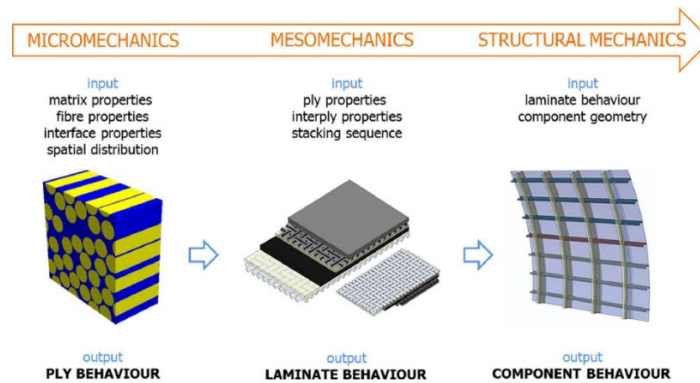 MICROMECHANICS
MESOMECHANICS
STRUCTURAL MECHANICS
input
matrix properties
fibre properties
interface properties
spatial distribution
input
ply properties
interply properties
stacking sequence
input
laminate behaviour
component geometry
output
PLY BEHAVIOUR
output
LAMINATE BEHAVIOUR
output
COMPONENT BEHAVIOUR